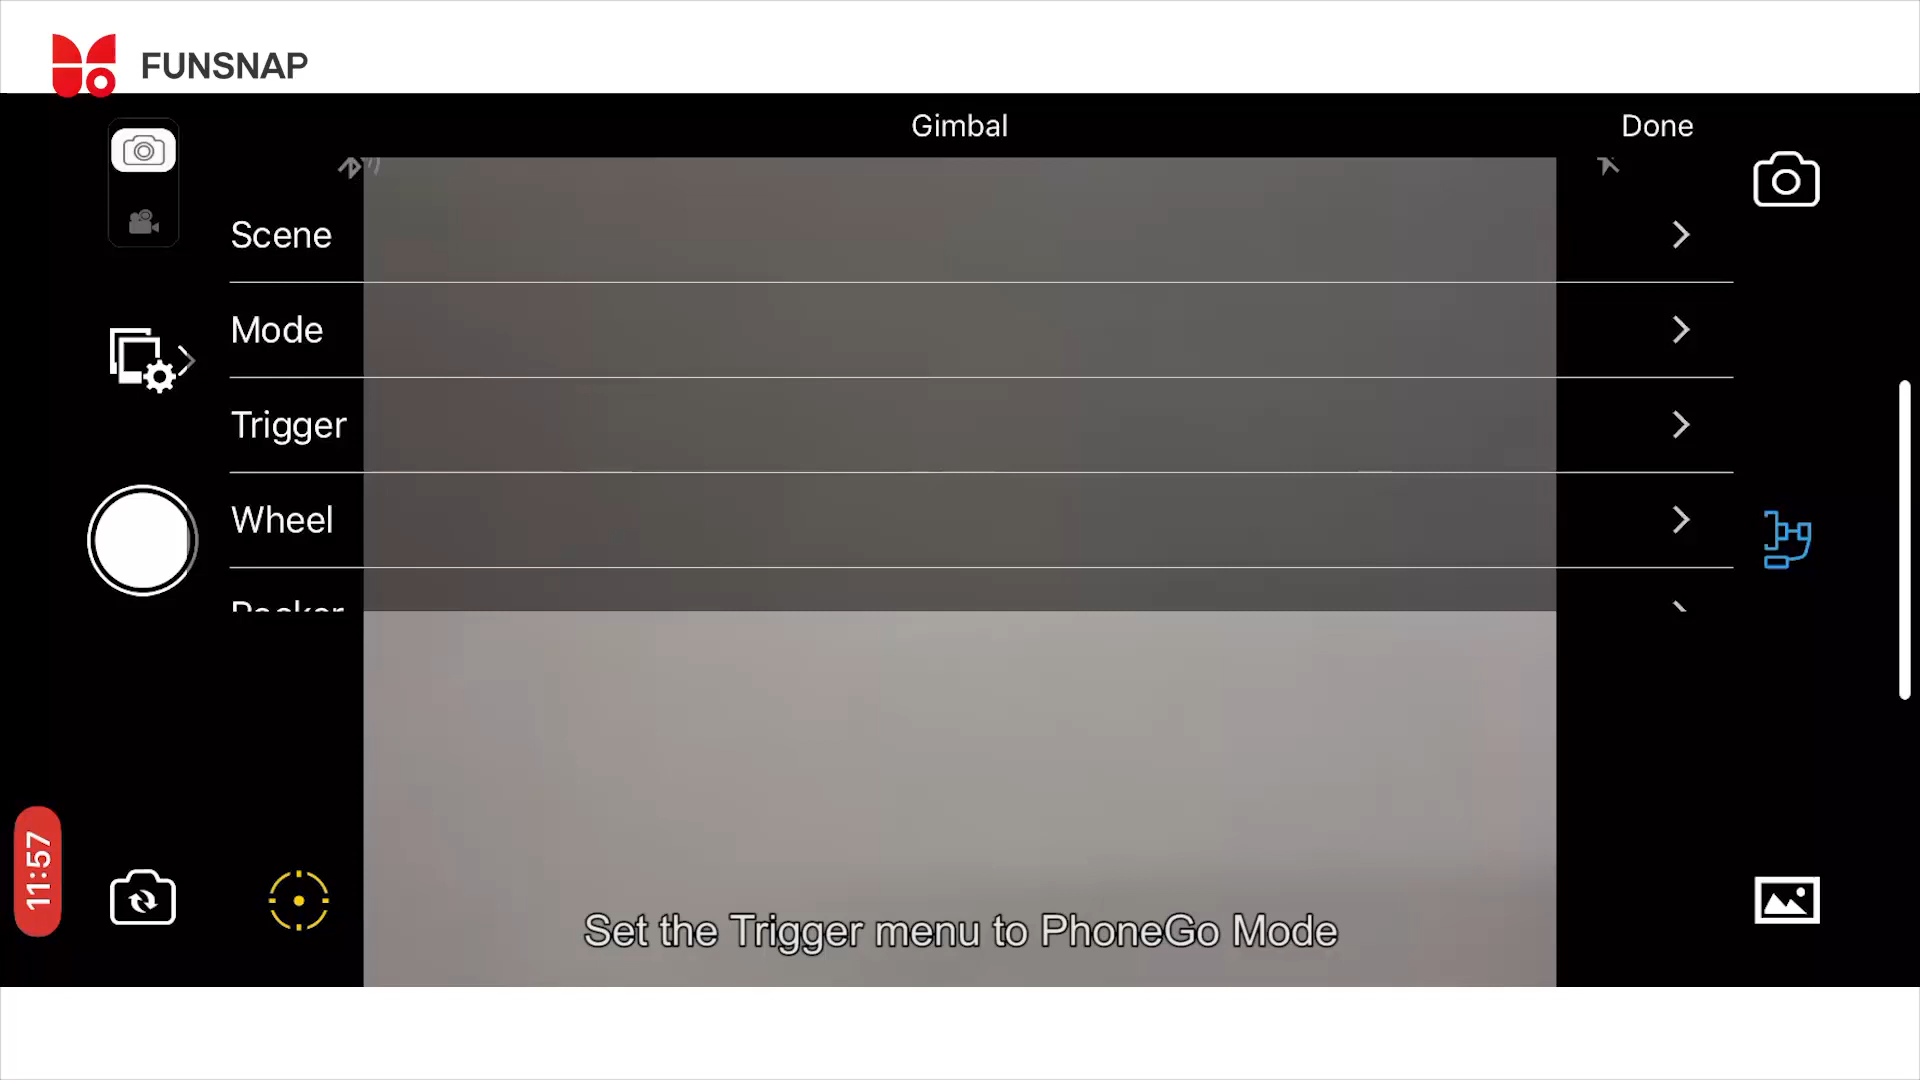 FUNSNAP
Gimbal
Done
Scene
Mode
Trigger
Wheel
11:57
Set the Trigger menu to PhoneGo Mode